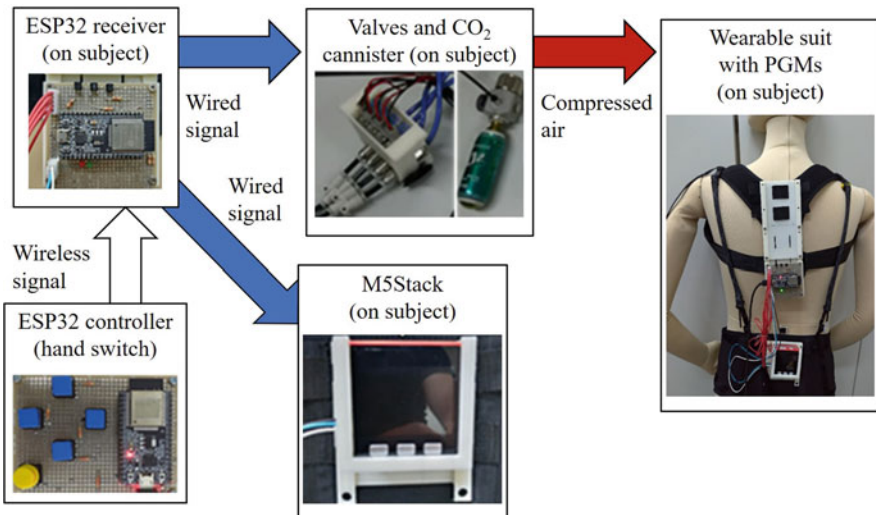 ESP32 receiver
(on subject)
Wired
signal
Valves and CO₂
cannister (on subject)
Compressed
air
Wearable suit
with PGMs
(on subject)
Wireless
signal
Wired
signal
ESP32 controller
(hand switch)
M5Stack
(on subject)